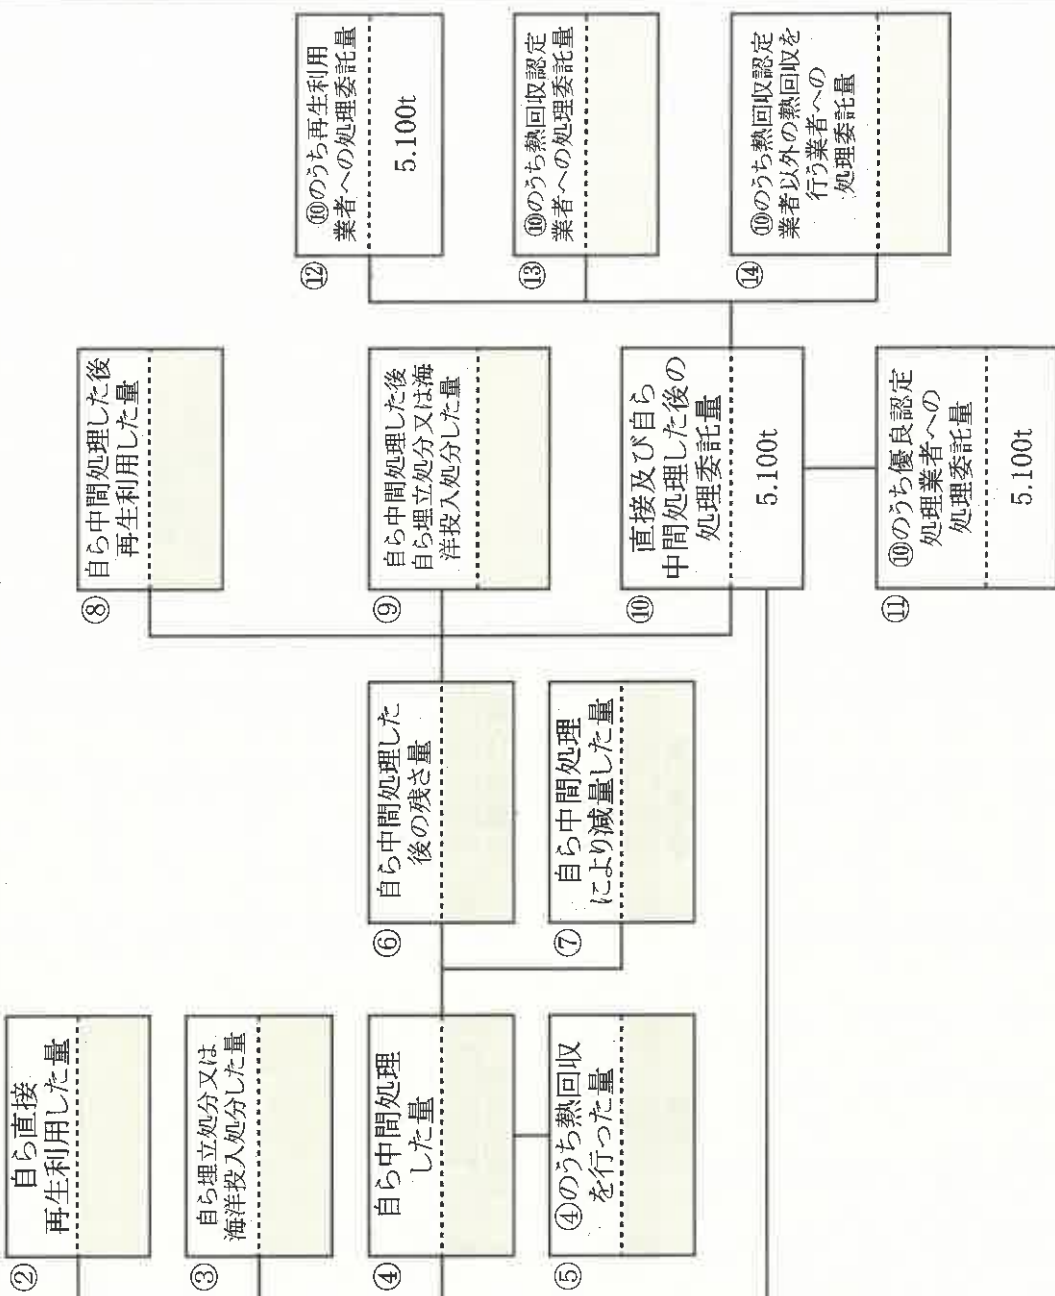 ②
自ら直接
再生利用した量
③
自ら埋立処分又は
海洋投入処分した量
④
自ら中間処理
した量
⑤
④のうち熱回収
を行った量
⑥
自ら中間処理した
後の残さ量
⑦
自ら中間処理
により減量した量
⑧
自ら中間処理した後
再生利用した量
⑨
自ら中間処理した後
自ら埋立処分又は海
洋投入処分した量
⑩
直接及び自ら
中間処理した後の
処理委託量
5.100t
⑪
⑩のうち優良認定
処理業者への
処理委託量
5.100t
⑫
⑩のうち再生利用
業者への処理委託量
5.100t
⑬
⑩のうち熱回収認定
業者への処理委託量
⑭
⑩のうち熱回収認定
業者以外の熱回収を
行う業者への
処理委託量